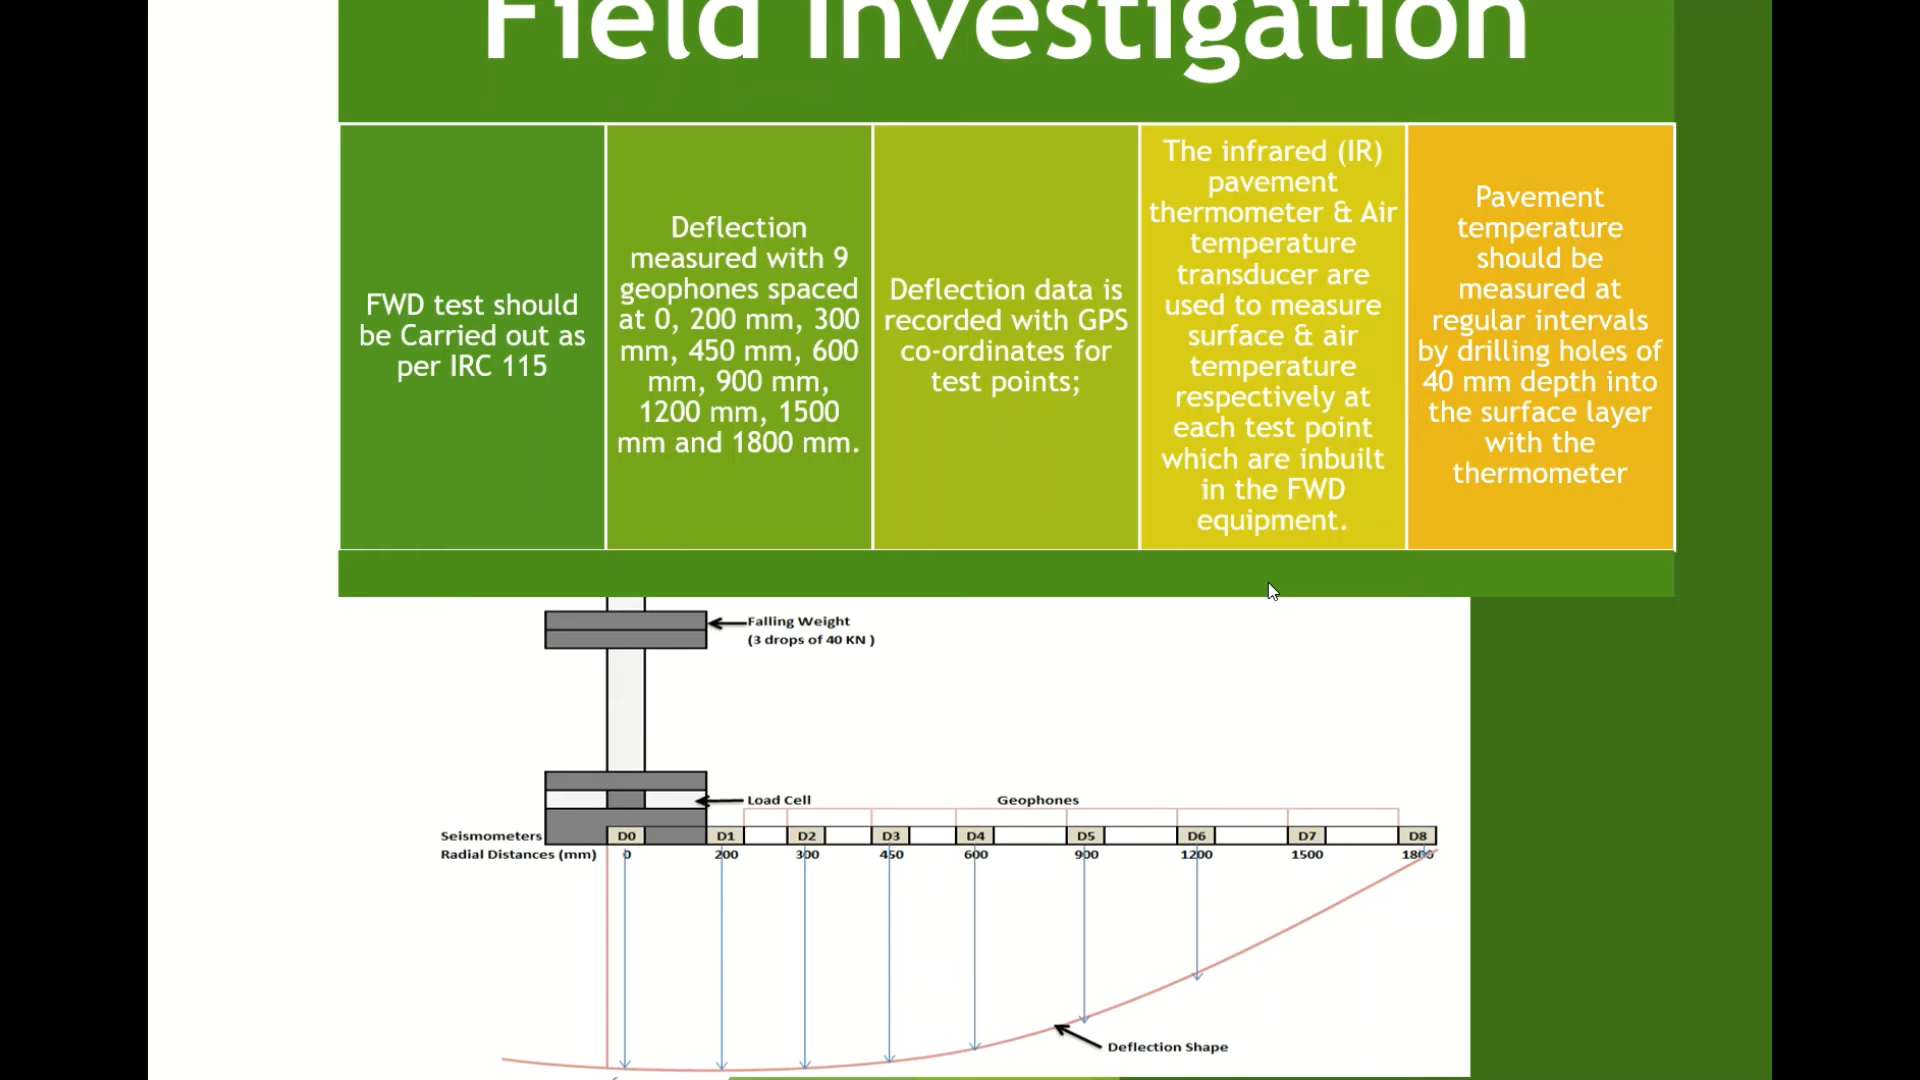 Field Investigation
FWD test should
be Carried out as
per IRC 115
Deflection
measured with 9
geophones spaced
at 0, 200 mm, 300
mm, 450 mm, 600
mm, 900 mm,
1200 mm, 1500
mm and 1800 mm.
Deflection data is
recorded with GPS
co-ordinates for
test points;
The infrared (IR)
pavement
thermometer & Air
temperature
transducer are
used to measure
surface & air
temperature
respectively at
each test point
which are inbuilt
in the FWD
equipment.
Pavement
temperature
should be
measured at
regular intervals
by drilling holes of
40 mm depth into
the surface layer
with the
thermometer
Falling Weight
(3 drops of 40 KN )
Load Cell
Geophones
Seismometers D0 D1 D2 D3 D4 D5 D6 D7 D8
Radial Distances (mm) 0 200 300 450 600 900 1200 1500 1800
Deflection Shape